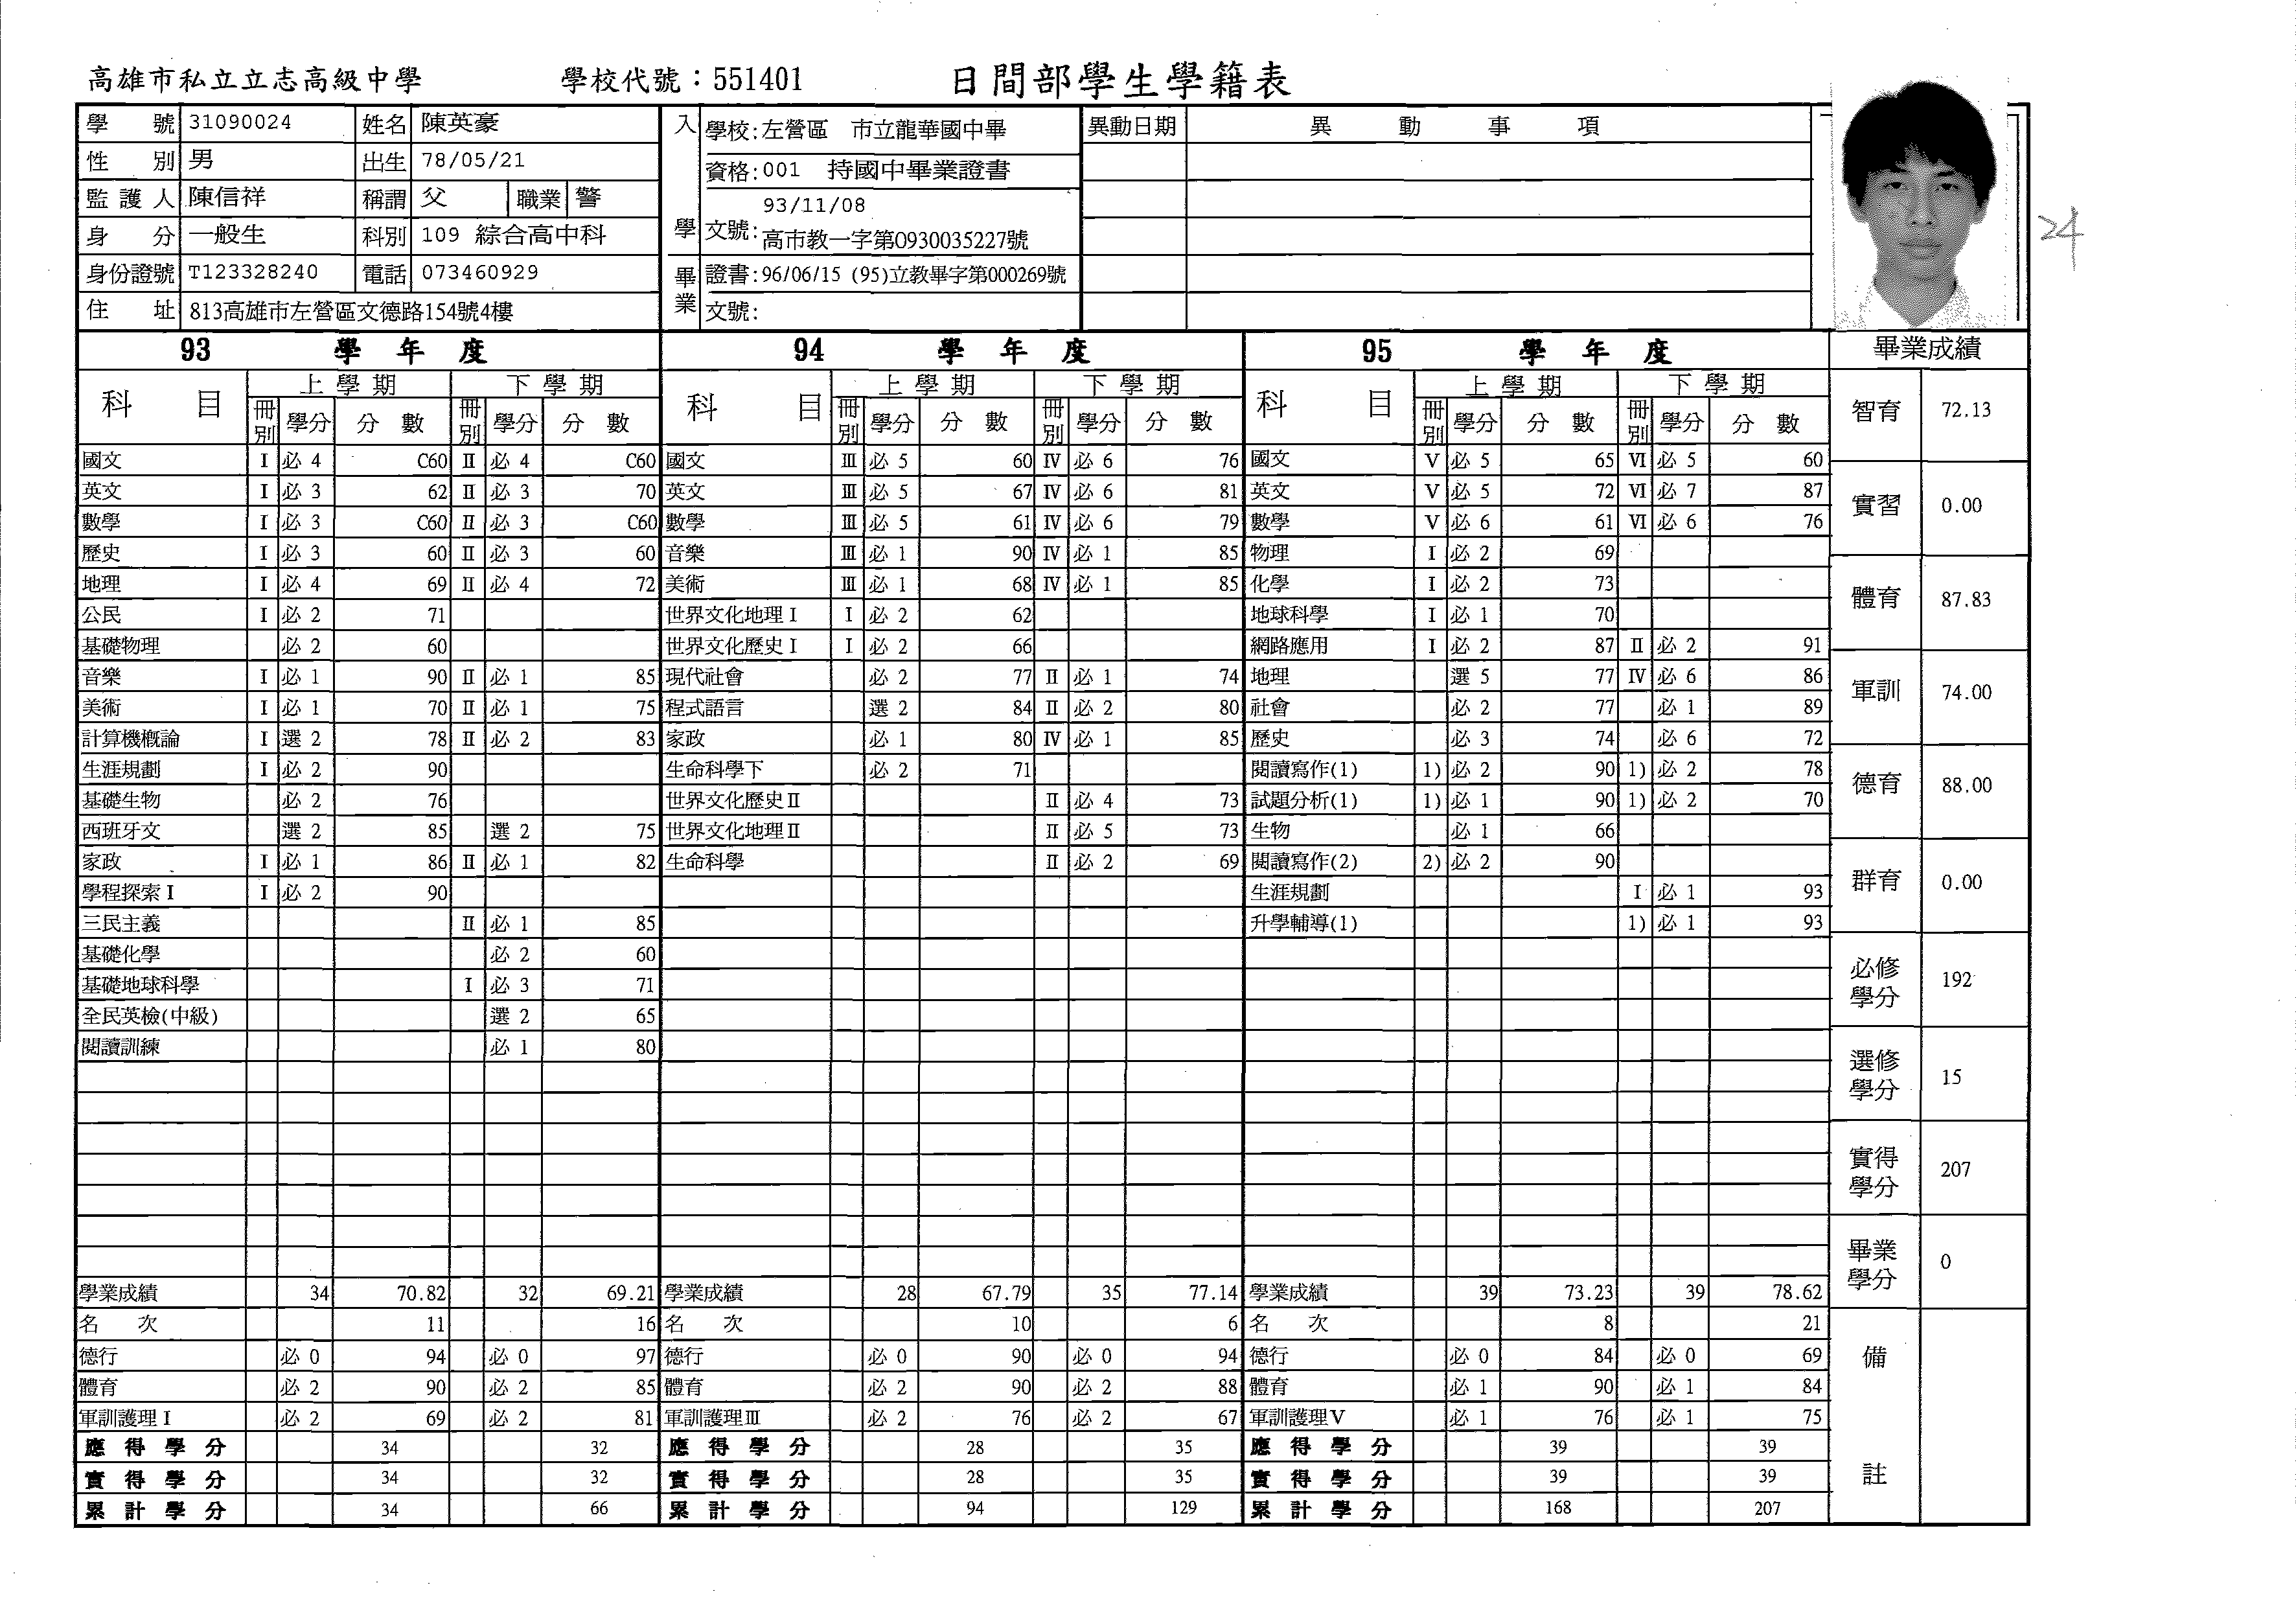 高雄市私立立志高級中學 學校代號：551401 日間部學生學籍表
學號 31090024 姓名 陳英豪 入學 學校:左營區 市立龍華國中畢 異動日期 異動事項
性別 男 出生 78/05/21 資格:001 持國中畢業證書
監護人 陳信祥 稱謂 父 職業 警 93/11/08
身分 一般生 科別 109 綜合高中科 文號:高市教一字第0930035227號
24
身份證號 T123328240 電話 073460929 畢業 證書:96/06/15 (95)立教畢字第000269號
住址 813高雄市左營區文德路154號4樓 文號:
93 學年度 94 學年度 95 學年度 畢業成績
科目 上學期 下學期 科目 上學期 下學期 科目 上學期 下學期
冊別 學分 分數 冊別 學分 分數 冊別 學分 分數 冊別 學分 分數 冊別 學分 分數 冊別 學分 分數 智育 72.13
國文 I 必 4 C60 II 必 4 C60 國文 III 必 5 60 IV 必 6 76 國文 V 必 5 65 VI 必 5 60
英文 I 必 3 62 II 必 3 70 英文 III 必 5 67 IV 必 6 81 英文 V 必 5 72 VI 必 7 87 實習 0.00
數學 I 必 3 C60 II 必 3 C60 數學 III 必 5 61 IV 必 6 79 數學 V 必 6 61 VI 必 6 76
歷史 I 必 3 60 II 必 3 60 音樂 III 必 1 90 IV 必 1 85 物理 I 必 2 69
地理 I 必 4 69 II 必 4 72 美術 III 必 1 68 IV 必 1 85 化學 I 必 2 73 體育 87.83
公民 I 必 2 71 世界文化地理 I I 必 2 62 地球科學 I 必 1 70
基礎物理 必 2 60 世界文化歷史 I I 必 2 66 網路應用 I 必 2 87 II 必 2 91
音樂 I 必 1 90 II 必 1 85 現代社會 必 2 77 II 必 1 74 地理 選 5 77 IV 必 6 86 軍訓 74.00
美術 I 必 1 70 II 必 1 75 程式語言 選 2 84 II 必 2 80 社會 必 2 77 必 1 89
計算機概論 I 選 2 78 II 必 2 83 家政 必 1 80 IV 必 1 85 歷史 必 3 74 必 6 72
生涯規劃 I 必 2 90 生命科學下 必 2 71 閱讀寫作(1) 1) 必 2 90 1) 必 2 78 德育 88.00
基礎生物 必 2 76 世界文化歷史 II II 必 4 73 試題分析(1) 1) 必 1 90 1) 必 2 70
西班牙文 選 2 85 選 2 75 世界文化地理 II II 必 5 73 生物 必 1 66
家政 I 必 1 86 II 必 1 82 生命科學 II 必 2 69 閱讀寫作(2) 2) 必 2 90 群育 0.00
學程探索 I I 必 2 90 生涯規劃 I 必 1 93
三民主義 II 必 1 85 升學輔導(1) 1) 必 1 93
基礎化學 必 2 60 必修學分 192
基礎地球科學 I 必 3 71
全民英檢(中級) 選 2 65
閱讀訓練 必 1 80 選修學分 15
實得學分 207
畢業學分 0
學業成績 34 70.82 32 69.21 學業成績 28 67.79 35 77.14 學業成績 39 73.23 39 78.62
名次 11 16 名次 10 6 名次 8 21
德行 必 0 94 必 0 97 德行 必 0 90 必 0 94 德行 必 0 84 必 0 69 備註
體育 必 2 90 必 2 85 體育 必 2 90 必 2 88 體育 必 1 90 必 1 84
軍訓護理 I 必 2 69 必 2 81 軍訓護理 III 必 2 76 必 2 67 軍訓護理 V 必 1 76 必 1 75
應得學分 34 32 應得學分 28 35 應得學分 39 39
實得學分 34 32 實得學分 28 35 實得學分 39 39
累計學分 34 66 累計學分 94 129 累計學分 168 207